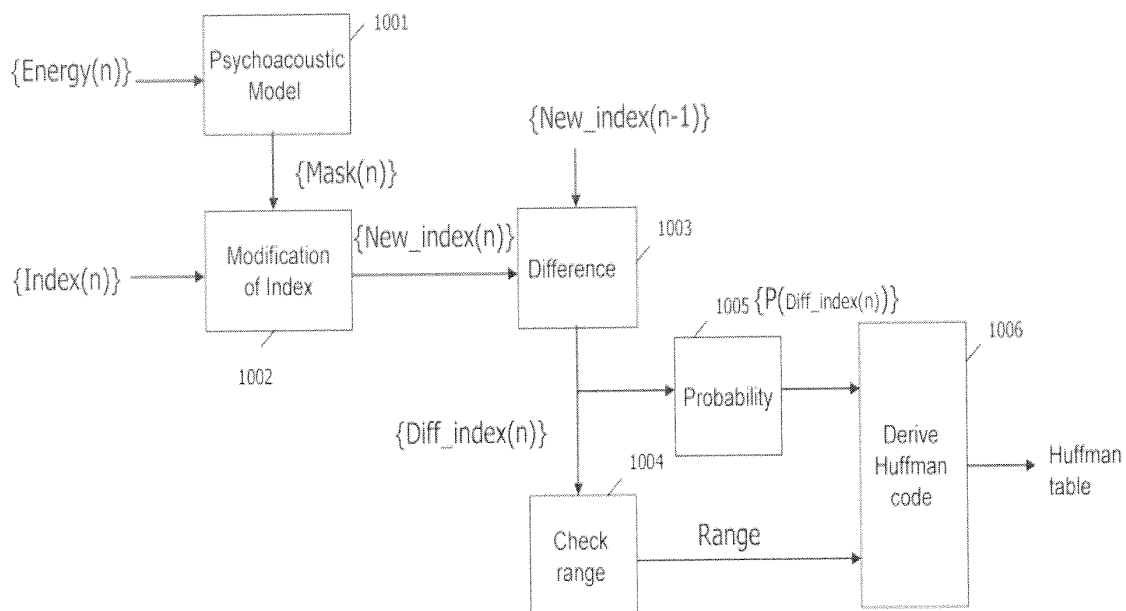 1001
{Energy(n)}
Psychoacoustic
Model
{New_index(n-1)}
{Mask(n)}
1003
{Index(n)}
Modification
of Index
{New_index(n)}
Difference
1002
1005
{P(Diff_index(n))}
1006
Probability
{Diff_index(n)}
1004
Derive
Huffman
code
Huffman
table
Check
range
Range